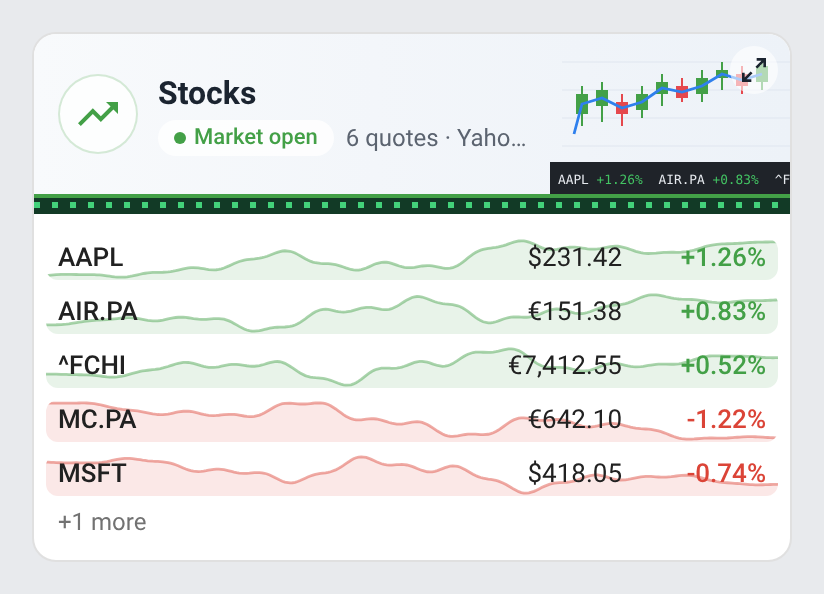 Stocks
Market open 6 quotes · Yaho...
AAPL +1.26% AIR.PA +0.83% ^F
AAPL $231.42 +1.26%
AIR.PA €151.38 +0.83%
^FCHI €7,412.55 +0.52%
MC.PA €642.10 -1.22%
MSFT $418.05 -0.74%
+1 more